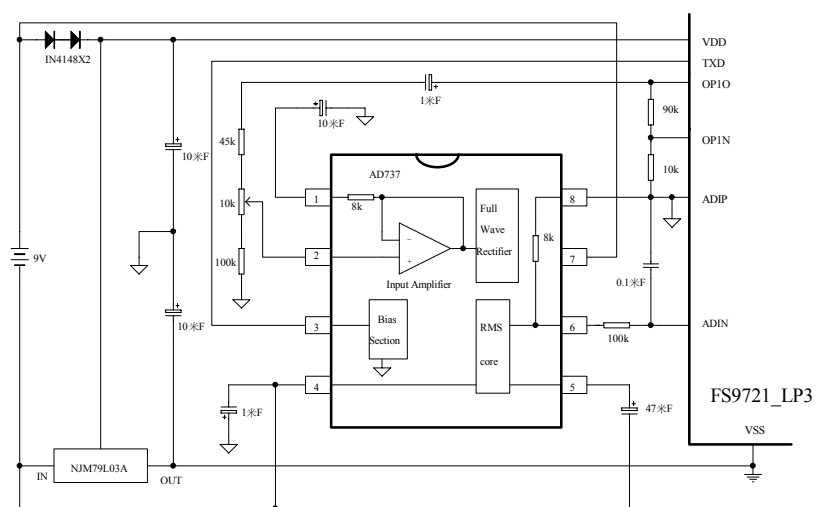 VDD
TXD
IN4148X2
OP1O
1米F
10米F
90k
45k
OP1N
10米F
AD737
10k
10k
1
8k
Full
Wave
Rectifier
8
ADIP
8k
2
7
100k
9V
Input Amplifier
0.1米F
10米F
3
Bias
Section
RMS
core
6
100k
ADIN
4
5
1米F
47米F
FS9721_LP3
VSS
IN
NJM79L03A
OUT